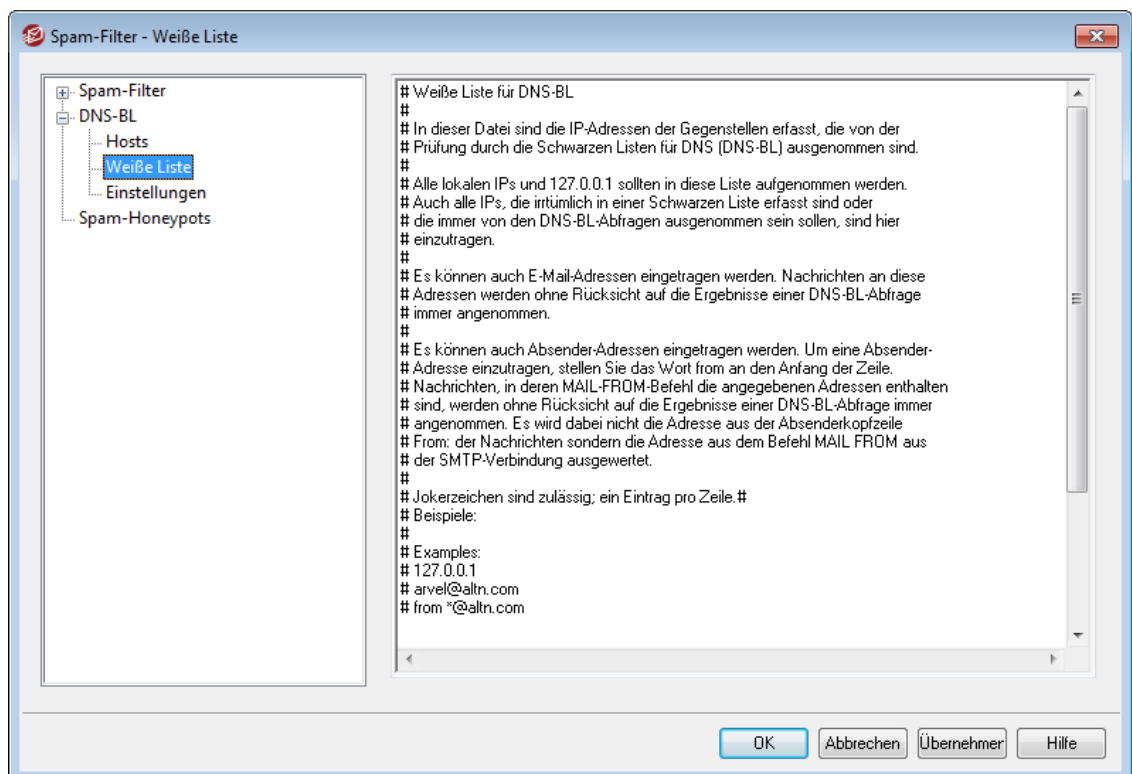 Spam-Filter - Weiße Liste
Spam-Filter
DNS-BL
Hosts
Weiße Liste
Einstellungen
Spam-Honeypots
# Weiße Liste für DNS-BL
#
# In dieser Datei sind die IP-Adressen der Gegenstellen erfasst, die von der
# Prüfung durch die Schwarzen Listen für DNS (DNS-BL) ausgenommen sind.
#
# Alle lokalen IPs und 127.0.0.1 sollten in diese Liste aufgenommen werden.
# Auch alle IPs, die irrtümlich in einer Schwarzen Liste erfasst sind oder
# die immer von den DNS-BL-Abfragen ausgenommen sein sollen, sind hier
# einzutragen.
#
# Es können auch E-Mail-Adressen eingetragen werden. Nachrichten an diese
# Adressen werden ohne Rücksicht auf die Ergebnisse einer DNS-BL-Abfrage
# immer angenommen.
#
# Es können auch Absender-Adressen eingetragen werden. Um eine Absender-
# Adresse einzutragen, stellen Sie das Wort from an den Anfang der Zeile.
# Nachrichten, in deren MAIL-FROM-Befehl die angegebenen Adressen enthalten
# sind, werden ohne Rücksicht auf die Ergebnisse einer DNS-BL-Abfrage immer
# angenommen. Es wird dabei nicht die Adresse aus der Absenderkopfzeile
# From: der Nachrichten sondern die Adresse aus dem Befehl MAIL FROM aus
# der SMTP-Verbindung ausgewertet.
#
# Jokerzeichen sind zulässig; ein Eintrag pro Zeile.#
# Beispiele:
#
# Examples:
# 127.0.0.1
# arvel@altn.com
# from *@altn.com
OK
Abbrechen
Übernehmer
Hilfe